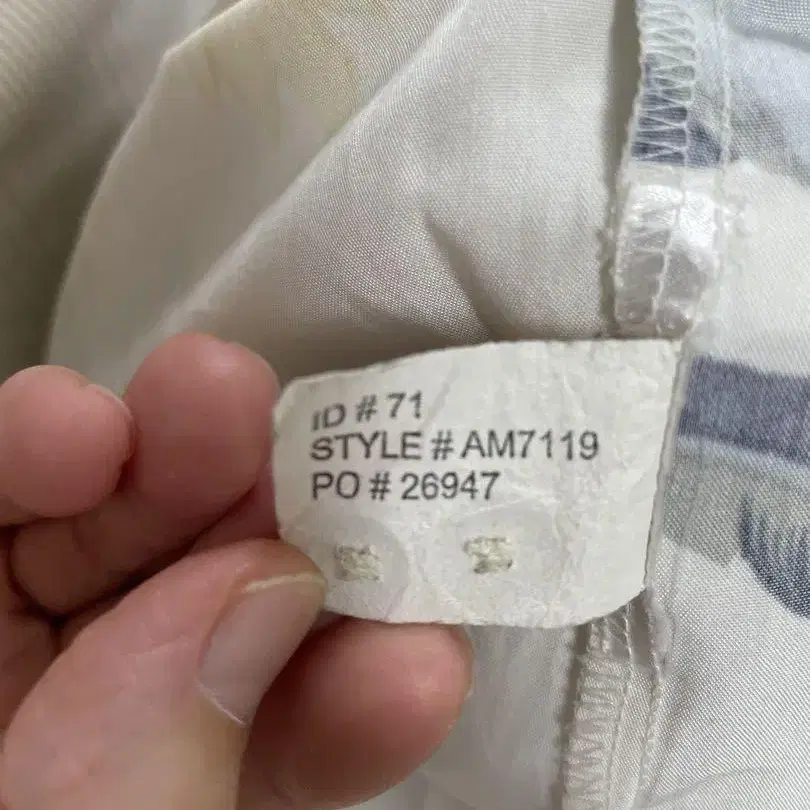 ID # 71
STYLE # AM7119
PO # 26947